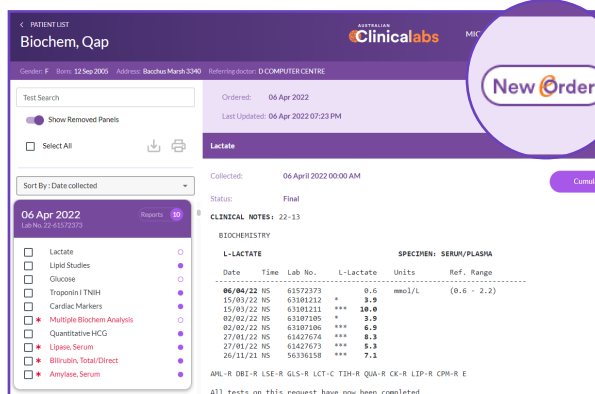 < PATIENT LIST
Biochem, Qap
AUSTRALIAN
Clinicalabs
New Order
Gender: F Born: 12 Sep 2005 Address: Bacchus Marsh 3340 Referring doctor: D COMPUTER CENTRE
Test Search
Show Removed Panels
Select All
Sort By : Date collected
06 Apr 2022
Lab No. 22-61572373
Reports 10
Lactate
Lipid Studies
Glucose
Troponin I TNIH
Cardiac Markers
* Multiple Biochem Analysis
Quantitative HCG
* Lipase, Serum
* Bilirubin, Total/Direct
* Amylase, Serum
Ordered: 06 Apr 2022
Last Updated: 06 Apr 2022 07:23 PM
Lactate
Collected: 06 April 2022 00:00 AM
Status: Final
CLINICAL NOTES: 22-13
BIOCHEMISTRY
L-LACTATE SPECIMEN: SERUM/PLASMA
Date Time Lab No. L-Lactate Units Ref. Range
06/04/22 NS 61572373 0.6 mmol/L (0.6 - 2.2)
15/03/22 NS 63101212 * 3.9
15/03/22 NS 63101211 *** 10.0
02/02/22 NS 63107105 * 3.9
02/02/22 NS 63107106 *** 6.9
27/01/22 NS 61427674 *** 8.3
27/01/22 NS 61427673 *** 5.3
26/11/21 NS 56336158 *** 7.1
AML-R DBI-R LSE-R GLS-R LCT-C TIH-R QUA-R CK-R LIP-R CPM-R E
All tests on this request have now been completed